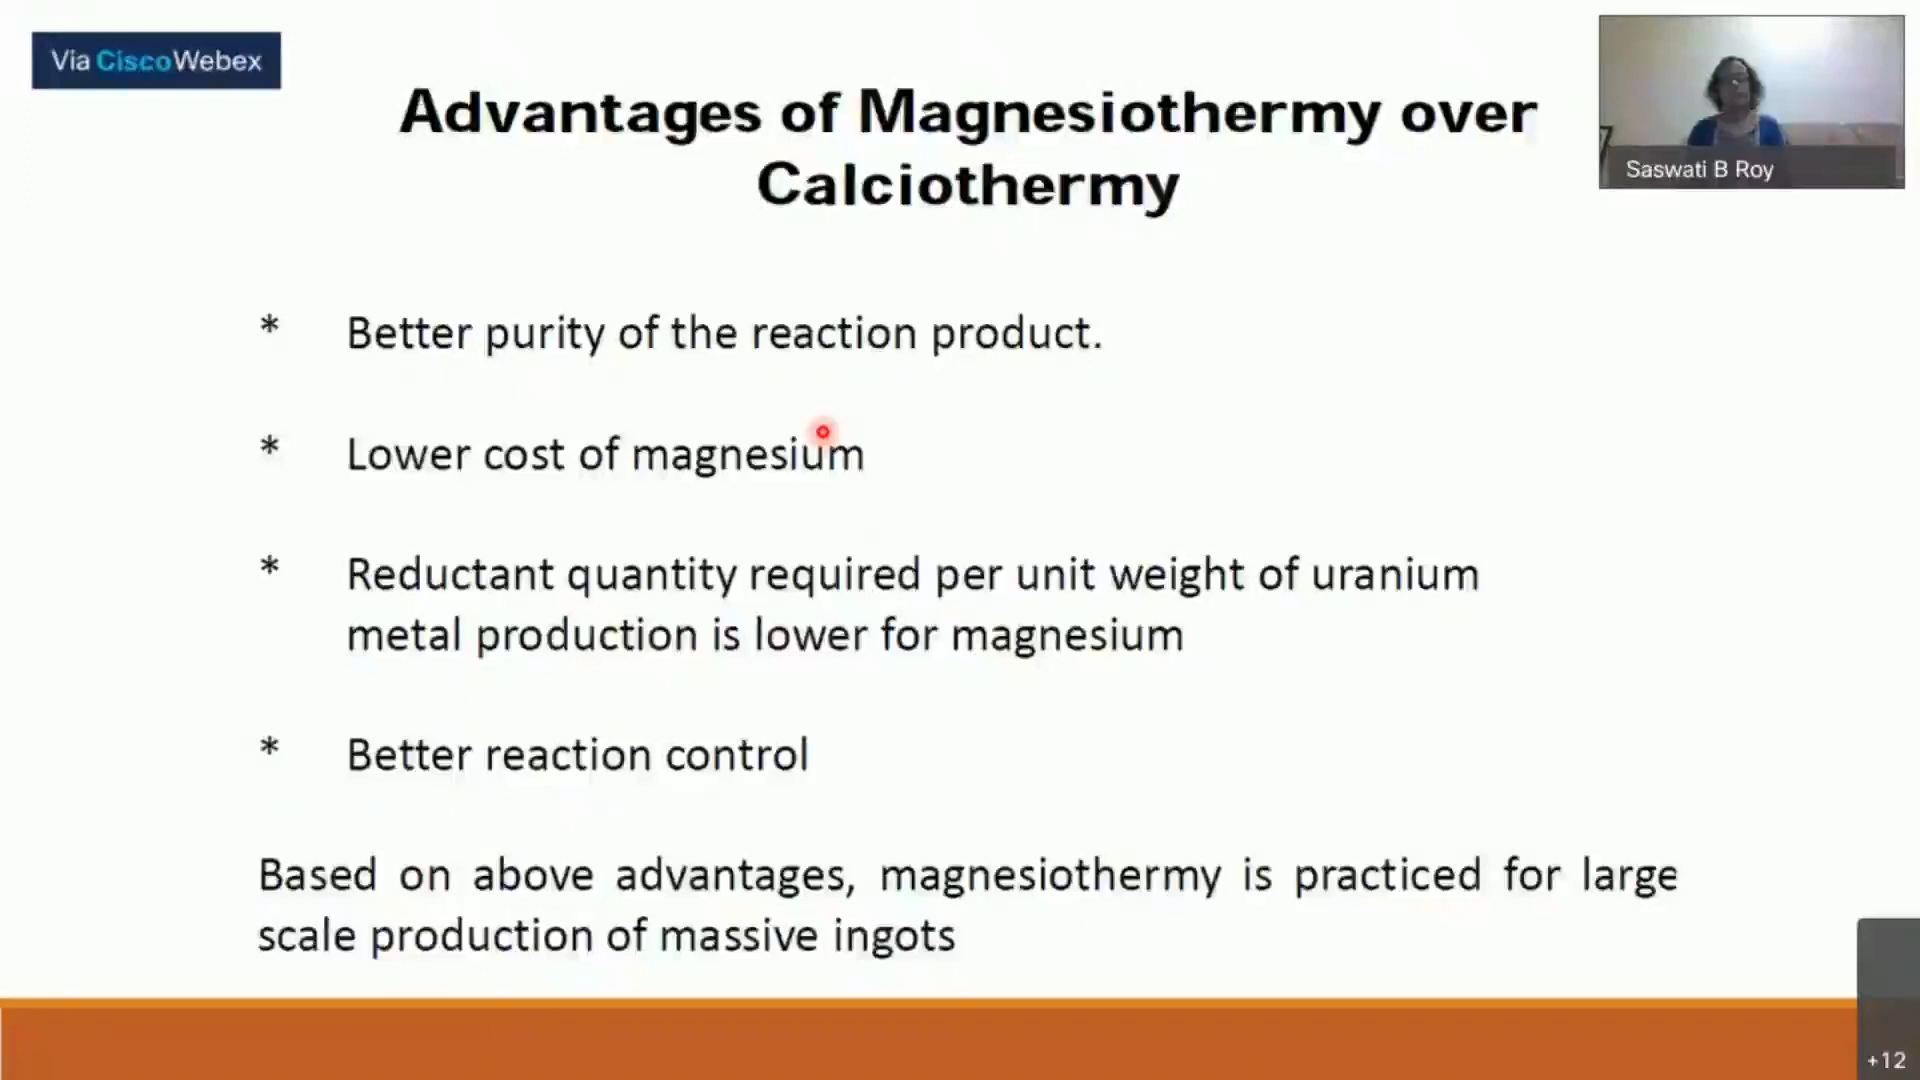 Via CiscoWebex
Advantages of Magnesiothermy over
Calciothermy
Saswati B Roy
* Better purity of the reaction product.
* Lower cost of magnesium
* Reductant quantity required per unit weight of uranium
metal production is lower for magnesium
* Better reaction control
Based on above advantages, magnesiothermy is practiced for large
scale production of massive ingots
+12